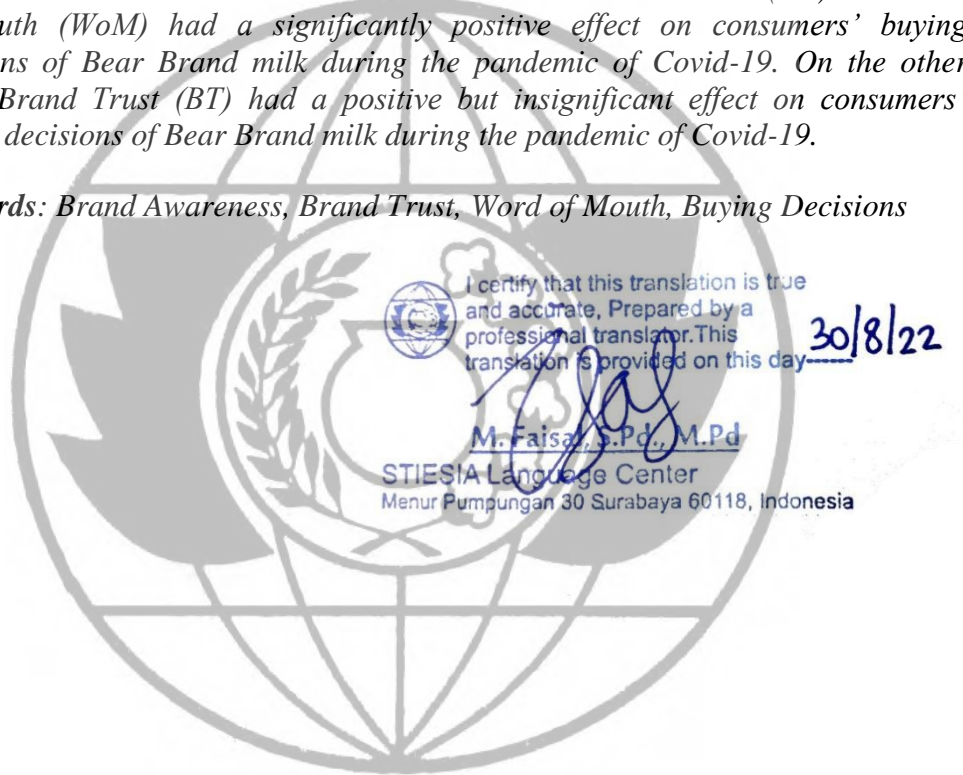 uth (WoM) had a significantly positive effect on consumers' buying
ns of Bear Brand milk during the pandemic of Covid-19. On the other
Brand Trust (BT) had a positive but insignificant effect on consumers
decisions of Bear Brand milk during the pandemic of Covid-19.
rds: Brand Awareness, Brand Trust, Word of Mouth, Buying Decisions
I certify that this translation is true
and accurate, Prepared by a
professional translator.This
translation is provided on this day-----30/8/22
M. Faisal, S.Pd., M.Pd
STIESIA Language Center
Menur Pumpungan 30 Surabaya 60118, Indonesia